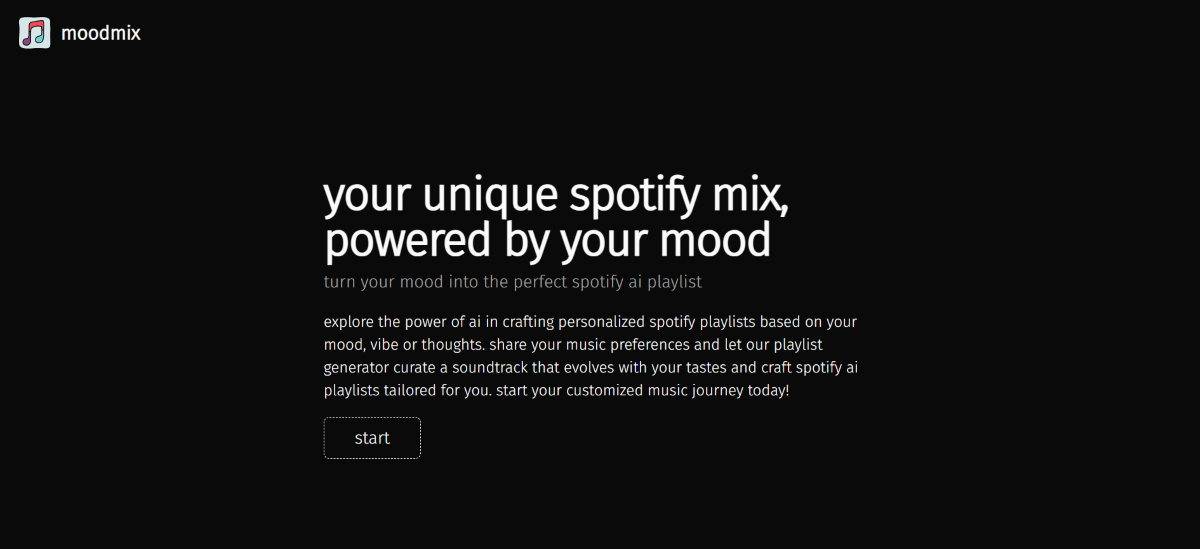 moodmix
your unique spotify mix,
powered by your mood
turn your mood into the perfect spotify ai playlist
explore the power of ai in crafting personalized spotify playlists based on your
mood, vibe or thoughts. share your music preferences and let our playlist
generator curate a soundtrack that evolves with your tastes and craft spotify ai
playlists tailored for you. start your customized music journey today!
start